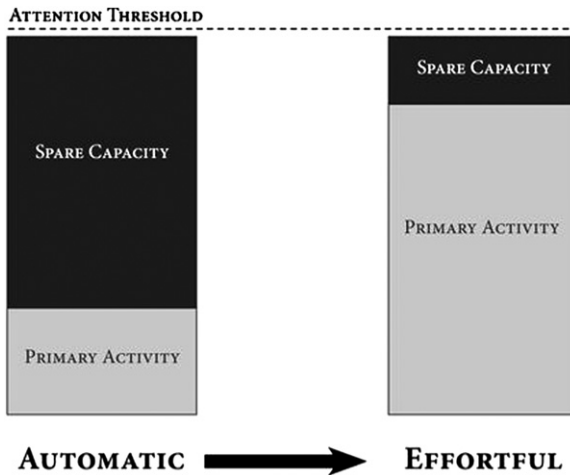 ATTENTION THRESHOLD
SPARE CAPACITY
SPARE CAPACITY
PRIMARY ACTIVITY
PRIMARY ACTIVITY
AUTOMATIC
EFFORTFUL